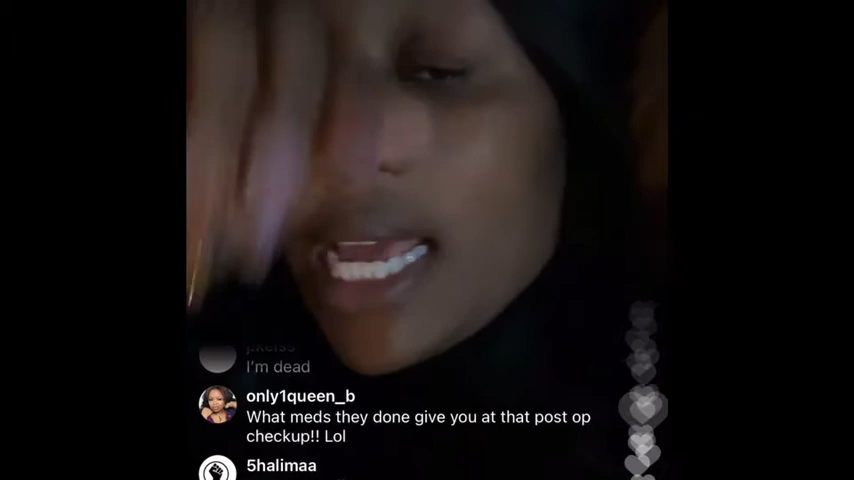 I'm dead
only1queen_b
What meds they done give you at that post op
checkup!! Lol
5halimaa